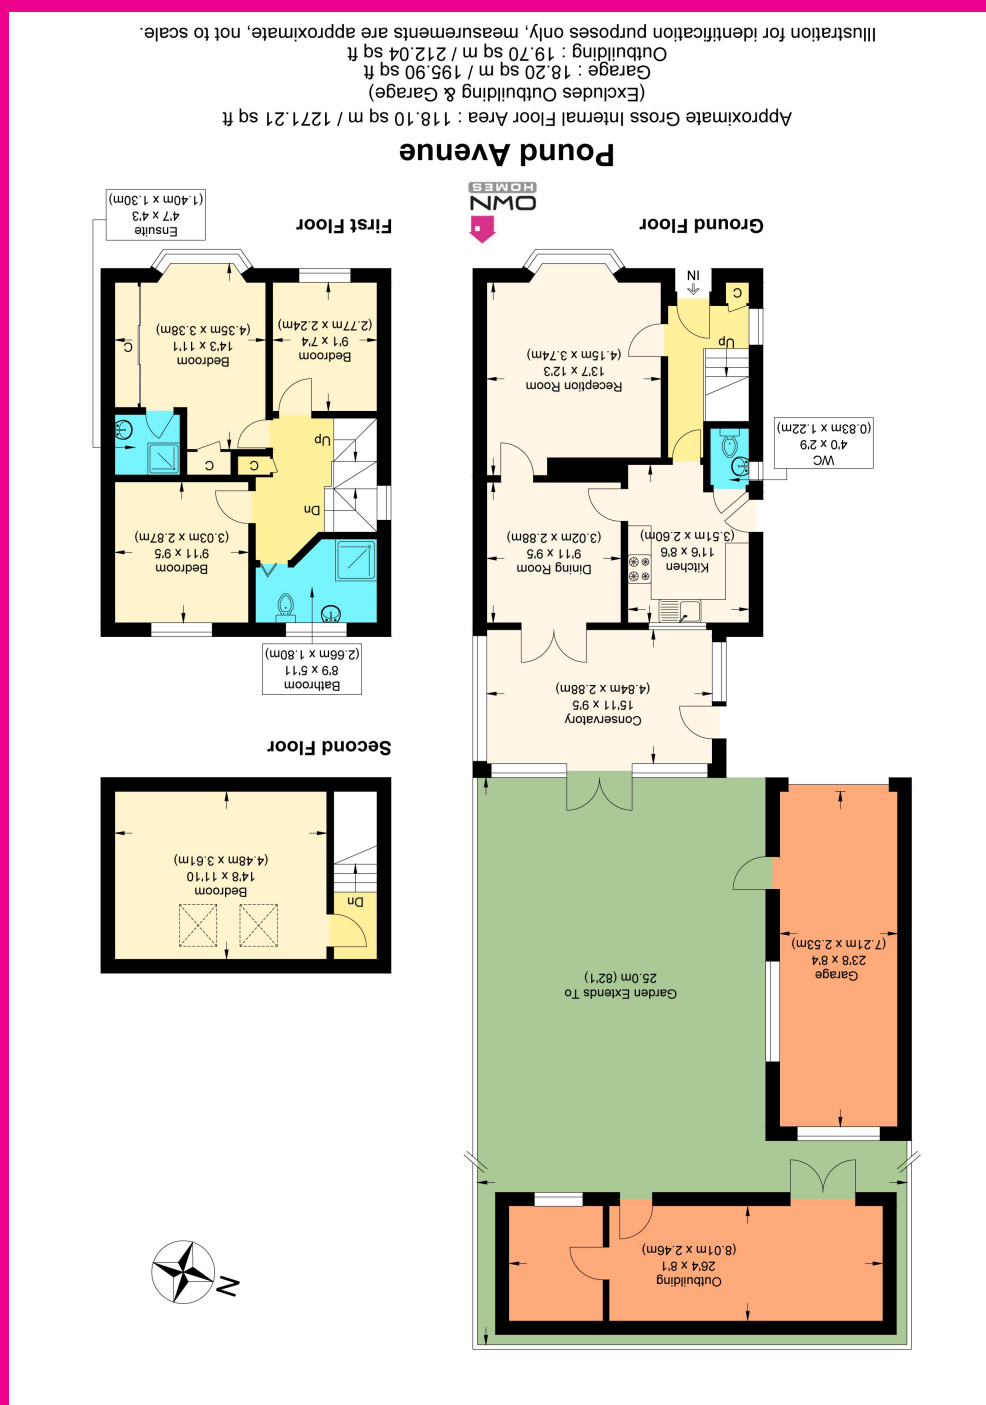 Outbuilding
26'4 x 8'1
(8.01m x 2.46m)
N
Garage
23'8 x 8'4
(7.21m x 2.53m)
Garden Extends To
25.0m (82'1)
Dn
Bedroom
14'8 x 11'10
(4.48m x 3.61m)
Second Floor
Conservatory
15'11 x 9'5
(4.84m x 2.88m)
Bathroom
8'9 x 5'11
(2.66m x 1.80m)
Kitchen
11'6 x 8'6
(3.51m x 2.60m)
Dining Room
9'11 x 9'5
(3.02m x 2.88m)
Bedroom
9'11 x 9'5
(3.03m x 2.87m)
Dn
WC
4'0 x 2'9
(0.83m x 1.22m)
C
C
Up
Reception Room
13'7 x 12'3
(4.15m x 3.74m)
Up
Bedroom
9'1 x 7'4
(2.77m x 2.24m)
Bedroom
14'3 x 11'1
(4.35m x 3.38m)
C
C
IN
Ground Floor
First Floor
Ensuite
4'7 x 4'3
(1.40m x 1.30m)
OWN
HOMES
Pound Avenue
Approximate Gross Internal Floor Area : 118.10 sq m / 1271.21 sq ft
(Excludes Outbuilding & Garage)
Garage : 18.20 sq m / 195.90 sq ft
Outbuilding : 19.70 sq m / 212.04 sq ft
Illustration for identification purposes only, measurements are approximate, not to scale.